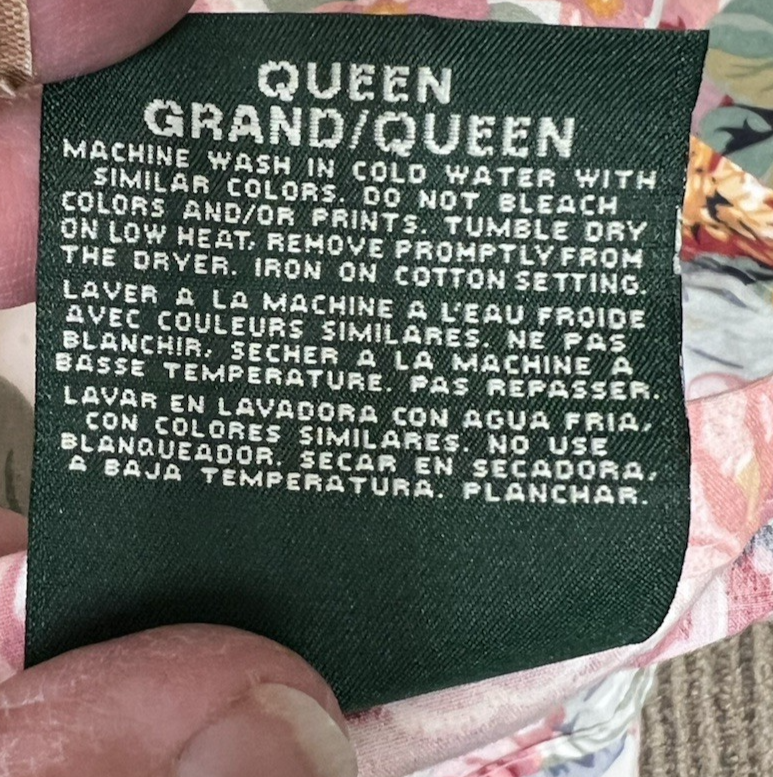 QUEEN
GRAND/QUEEN
MACHINE WASH IN COLD WATER WITH
SIMILAR COLORS. DO NOT BLEACH
COLORS AND/OR PRINTS. TUMBLE DRY
ON LOW HEAT. REMOVE PROMPTLY FROM
THE DRYER. IRON ON COTTON SETTING.
LAVER A LA MACHINE A L'EAU FROIDE
AVEC COULEURS SIMILARES. NE PAS
BLANCHIR. SECHER A LA MACHINE A
BASSE TEMPERATURE. PAS REPASSER.
LAVAR EN LAVADORA CON AGUA FRIA,
CON COLORES SIMILARES. NO USE
BLANQUEADOR. SECAR EN SECADORA,
A BAJA TEMPERATURA. PLANCHAR.